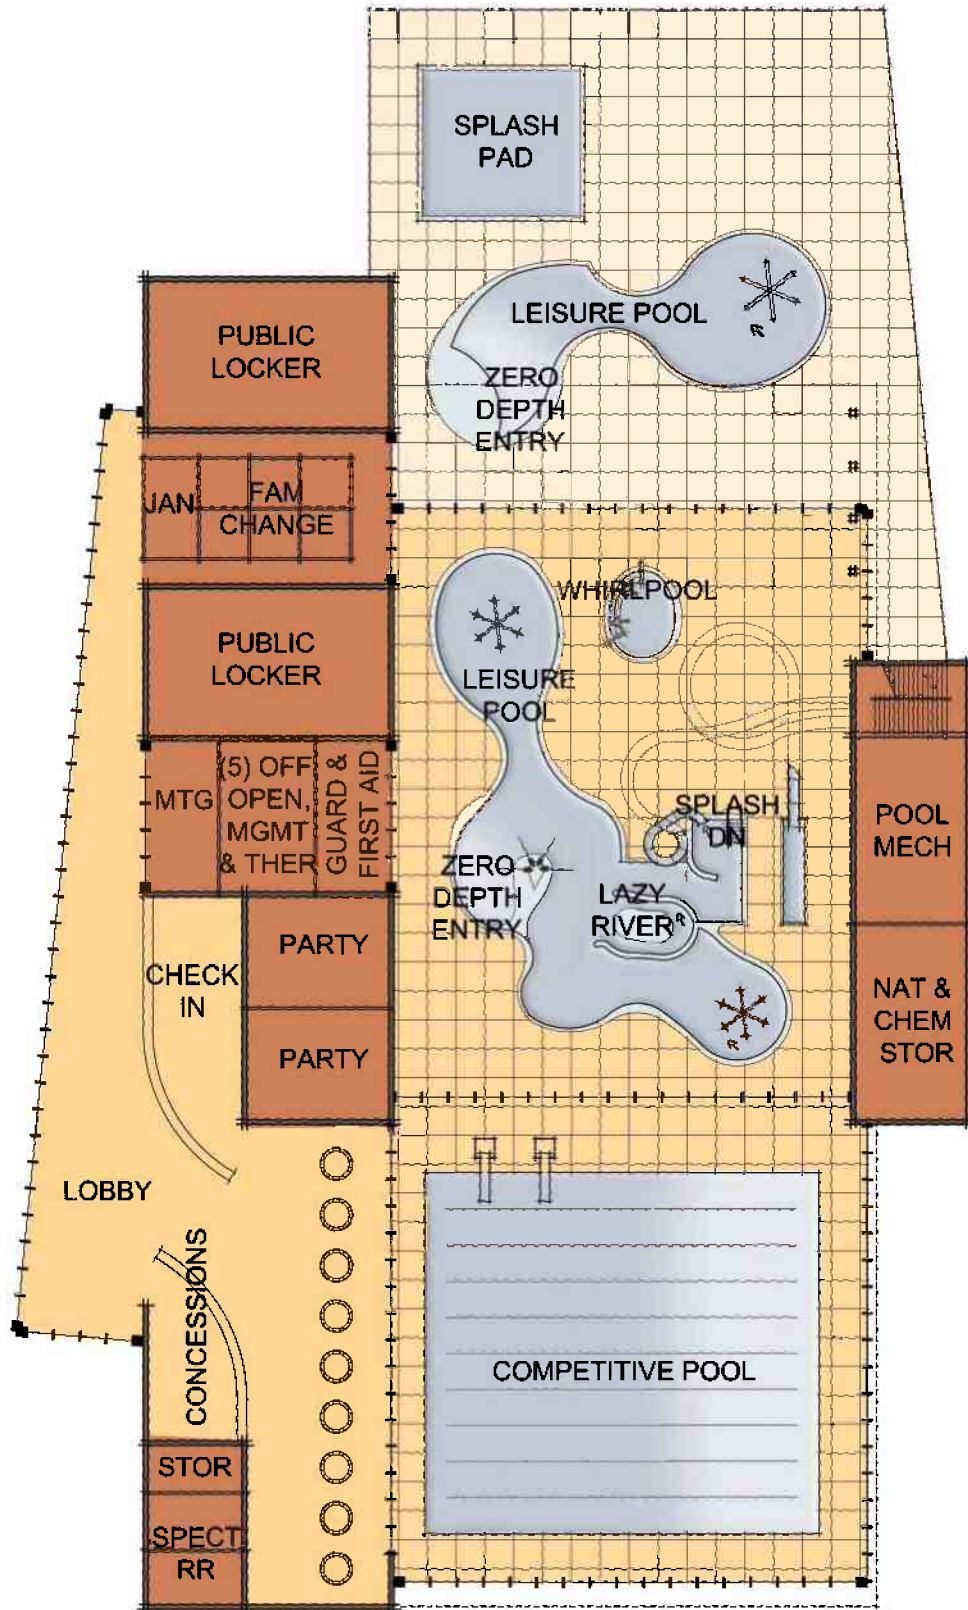 SPLASH
PAD
LEISURE POOL
PUBLIC
LOCKER
ZERO
DEPTH
ENTRY
JAN
FAM
CHANGE
WHIRLPOOL
PUBLIC
LOCKER
LEISURE
POOL
MTG
(5) OFF
OPEN,
MGMT
& THER
GUARD &
FIRST AID
SPLASH
DN
POOL
MECH
ZERO
DEPTH
ENTRY
LAZY
RIVER
PARTY
CHECK
IN
NAT &
CHEM
STOR
PARTY
LOBBY
CONCESSIONS
COMPETITIVE POOL
STOR
SPECT
RR